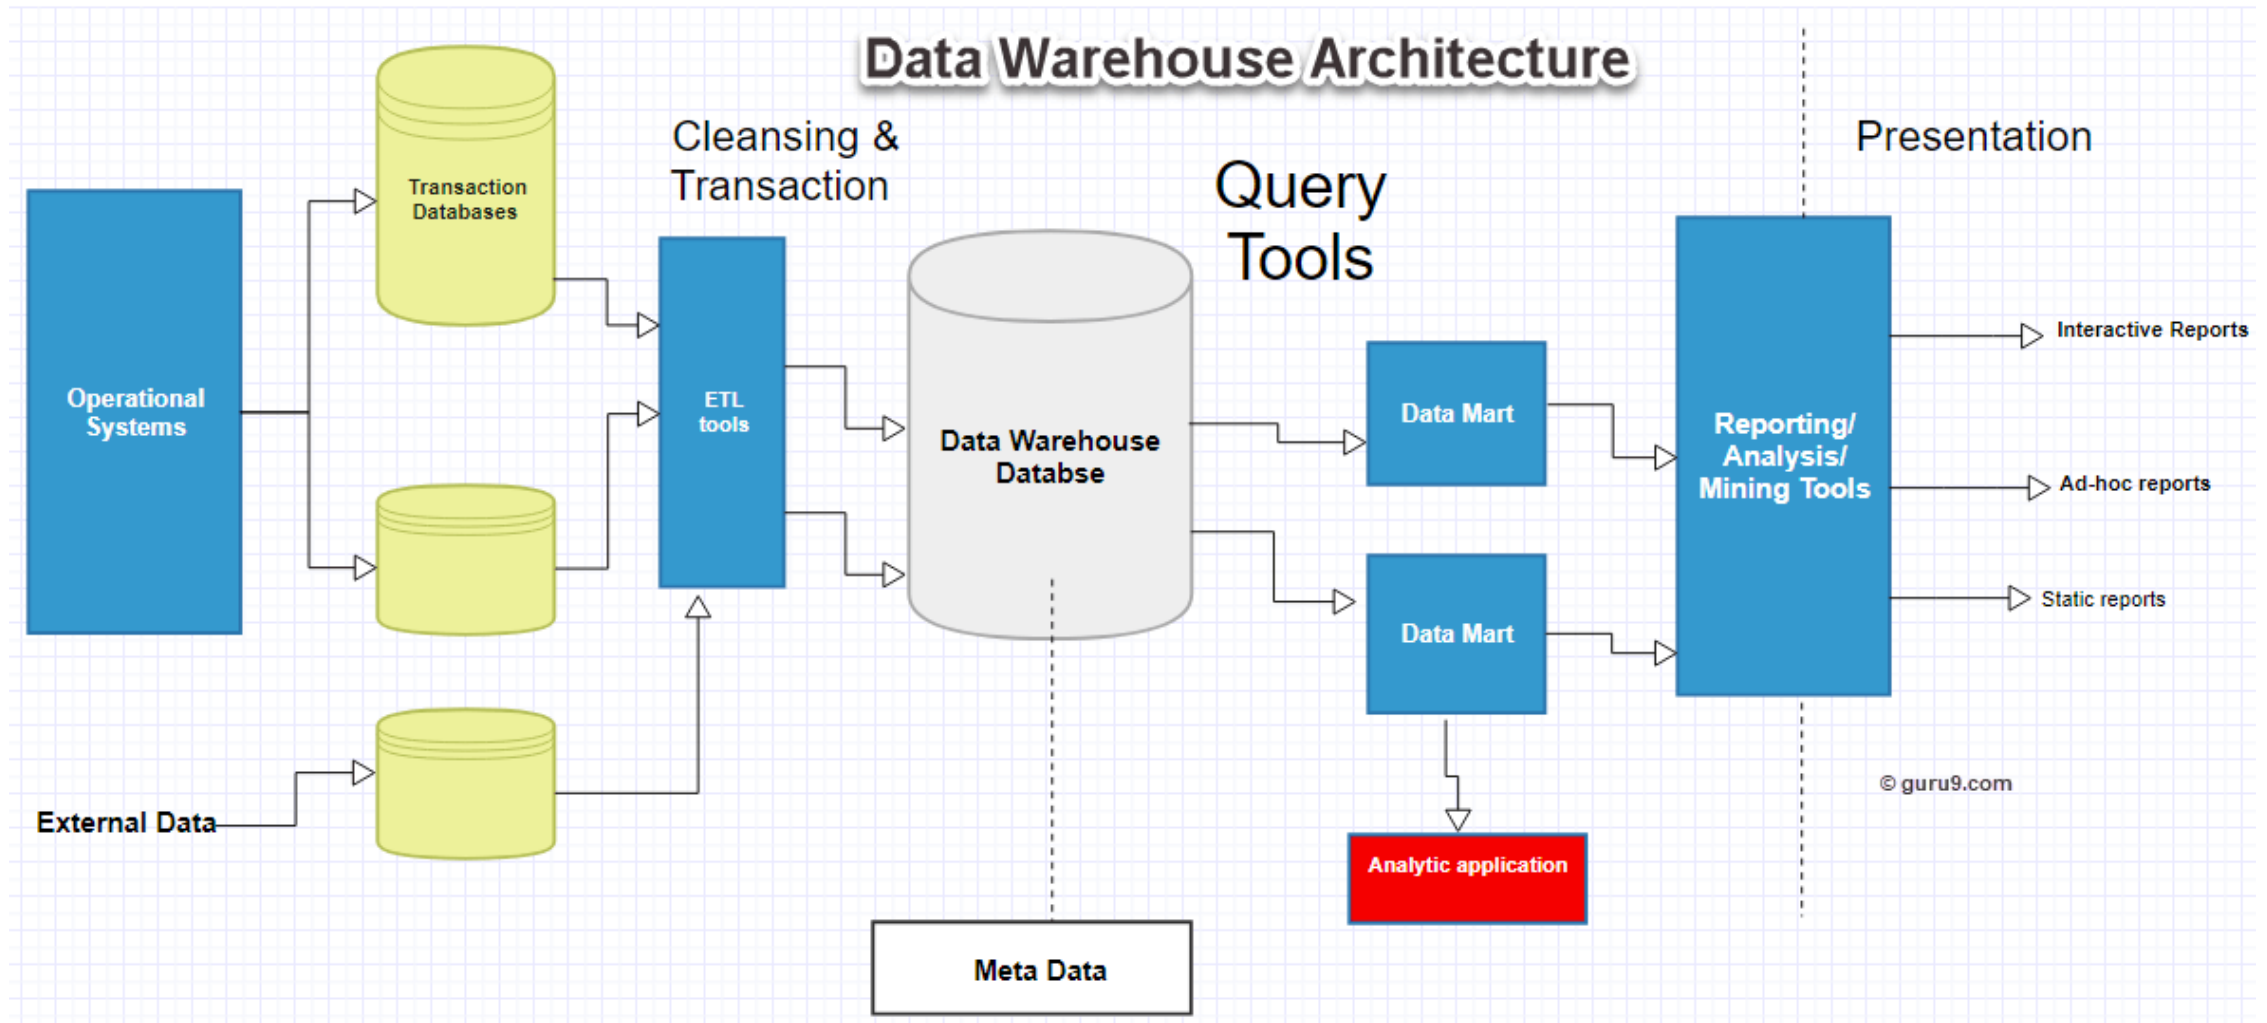 Data Warehouse Architecture
Cleansing &
Transaction
Presentation
Query
Tools
Transaction
Databases
Operational
Systems
ETL
tools
Data Warehouse
Databse
Data Mart
Data Mart
Reporting/
Analysis/
Mining Tools
Interactive Reports
Ad-hoc reports
Static reports
External Data
Analytic application
Meta Data
© guru9.com